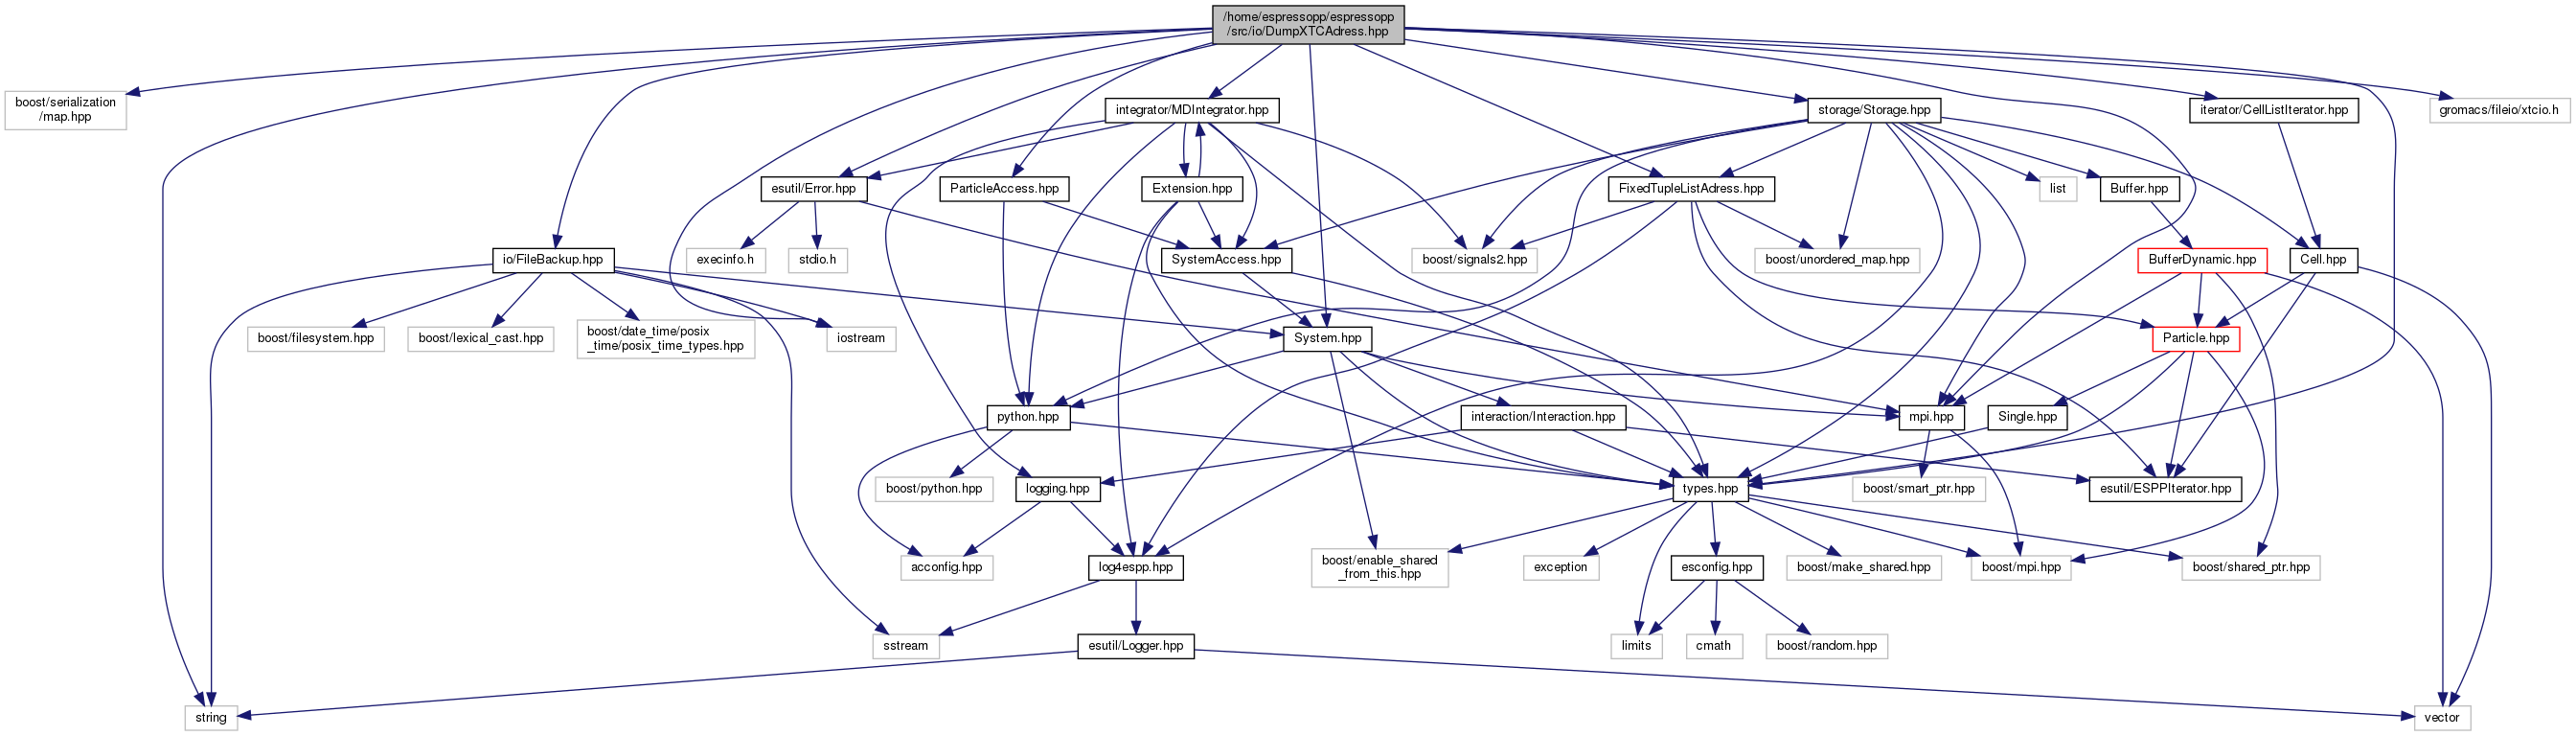 /home/espressopp/espressopp
/src/io/DumpXTCAdress.hpp
boost/serialization
/map.hpp
integrator/MDIntegrator.hpp
storage/Storage.hpp
iterator/CellListIterator.hpp
gromacs/fileio/xtcio.h
esutil/Error.hpp
ParticleAccess.hpp
Extension.hpp
FixedTupleListAdress.hpp
list
Buffer.hpp
io/FileBackup.hpp
execinfo.h
stdio.h
SystemAccess.hpp
boost/signals2.hpp
boost/unordered_map.hpp
BufferDynamic.hpp
Cell.hpp
boost/filesystem.hpp
boost/lexical_cast.hpp
boost/date_time/posix
_time/posix_time_types.hpp
iostream
System.hpp
Particle.hpp
python.hpp
interaction/Interaction.hpp
mpi.hpp
Single.hpp
boost/python.hpp
logging.hpp
types.hpp
boost/smart_ptr.hpp
esutil/ESPPIterator.hpp
acconfig.hpp
log4espp.hpp
boost/enable_shared
_from_this.hpp
exception
esconfig.hpp
boost/make_shared.hpp
boost/mpi.hpp
boost/shared_ptr.hpp
sstream
esutil/Logger.hpp
limits
cmath
boost/random.hpp
string
vector